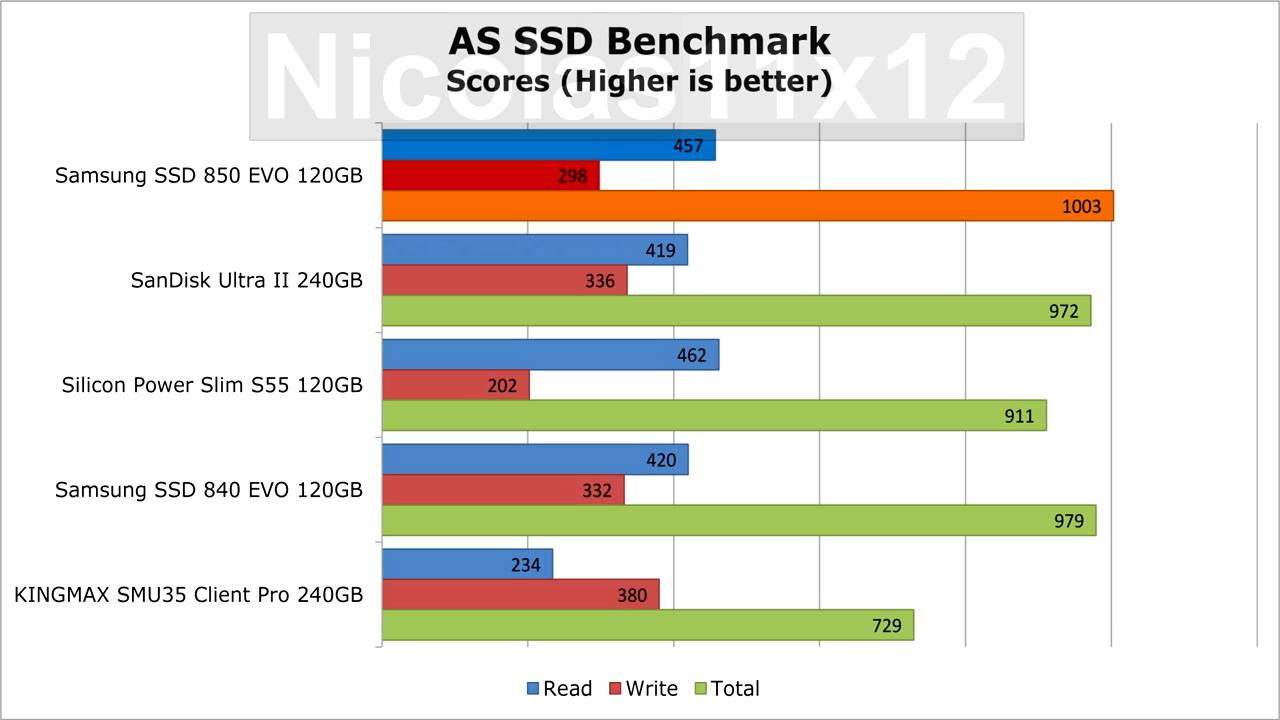 Nicolas11x12
AS SSD Benchmark
Scores (Higher is better)
Samsung SSD 850 EVO 120GB
457
298
1003
SanDisk Ultra II 240GB
419
336
972
Silicon Power Slim S55 120GB
462
202
911
Samsung SSD 840 EVO 120GB
420
332
979
KINGMAX SMU35 Client Pro 240GB
234
380
729
Read Write Total